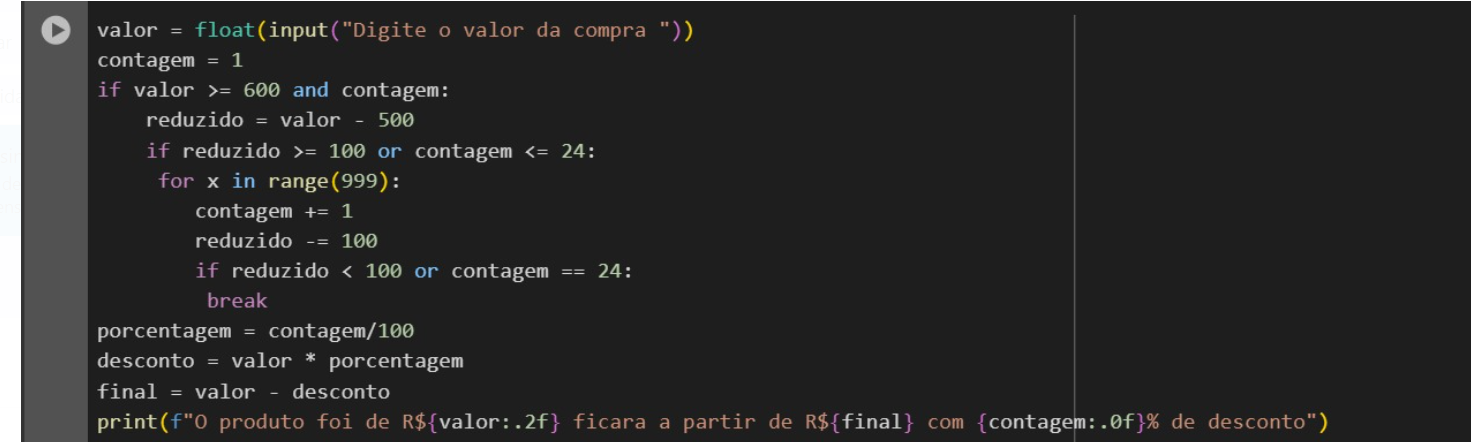 valor = float(input("Digite o valor da compra "))
contagem = 1
if valor >= 600 and contagem:
    reduzido = valor - 500
    if reduzido >= 100 or contagem <= 24:
     for x in range(999):
        contagem += 1
        reduzido -= 100
        if reduzido < 100 or contagem == 24:
         break
porcentagem = contagem/100
desconto = valor * porcentagem
final = valor - desconto
print(f"O produto foi de R${valor:.2f} ficara a partir de R${final} com {contagem:.0f}% de desconto")